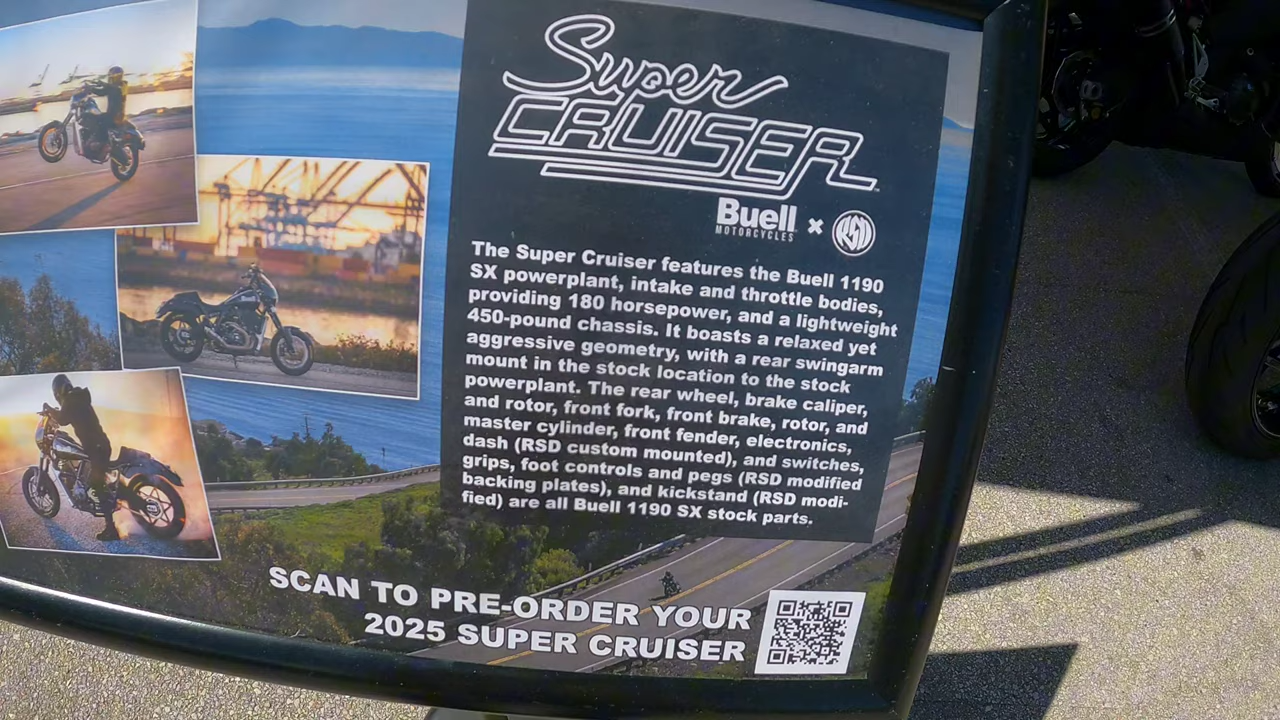 Super
CRUISER
Buell
MOTORCYCLES
x RSD
The Super Cruiser features the Buell 1190
SX powerplant, intake and throttle bodies,
providing 180 horsepower, and a lightweight
450-pound chassis. It boasts a relaxed yet
aggressive geometry, with a rear swingarm
mount in the stock location to the stock
powerplant. The rear wheel, brake caliper,
and rotor, front fork, front brake, rotor, and
master cylinder, front fender, electronics,
dash (RSD custom mounted), and switches,
grips, foot controls and pegs (RSD modified
backing plates), and kickstand (RSD modi-
fied) are all Buell 1190 SX stock parts.
SCAN TO PRE-ORDER YOUR
2025 SUPER CRUISER